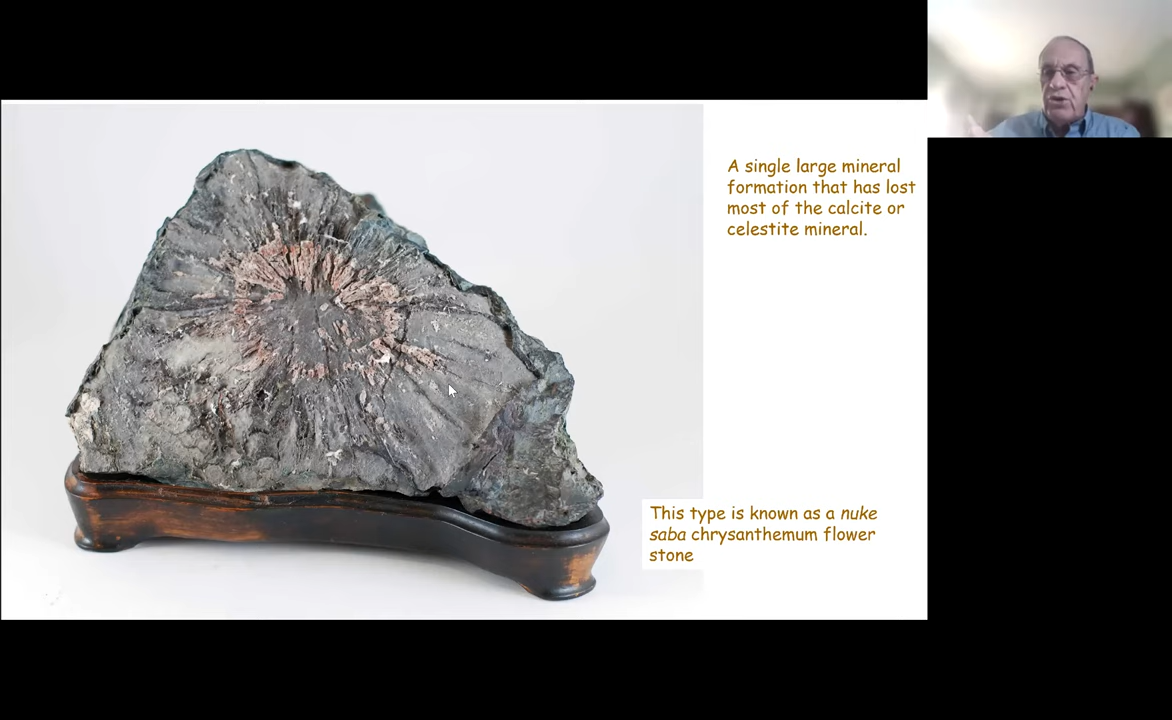 A single large mineral
formation that has lost
most of the calcite or
celestite mineral.
This type is known as a nuke
saba chrysanthemum flower
stone